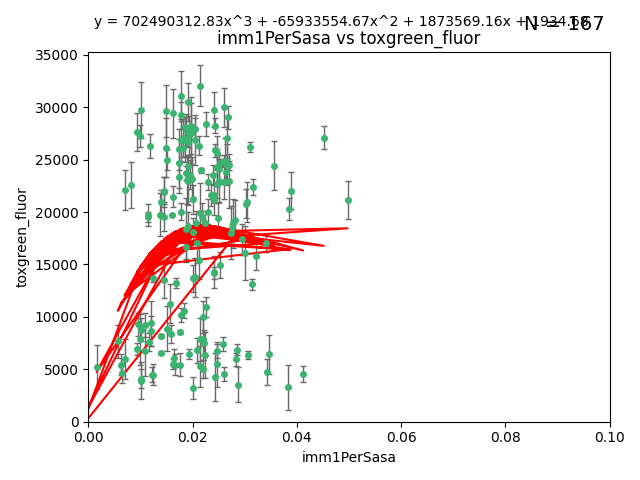 y = 702490312.83x^3 + -65933554.67x^2 + 1873569.16x + 1934.68
N = 167
imm1PerSasa vs toxgreen_fluor
35000
30000
25000
20000
15000
10000
5000
0
toxgreen_fluor
0.00 0.02 0.04 0.06 0.08 0.10
imm1PerSasa